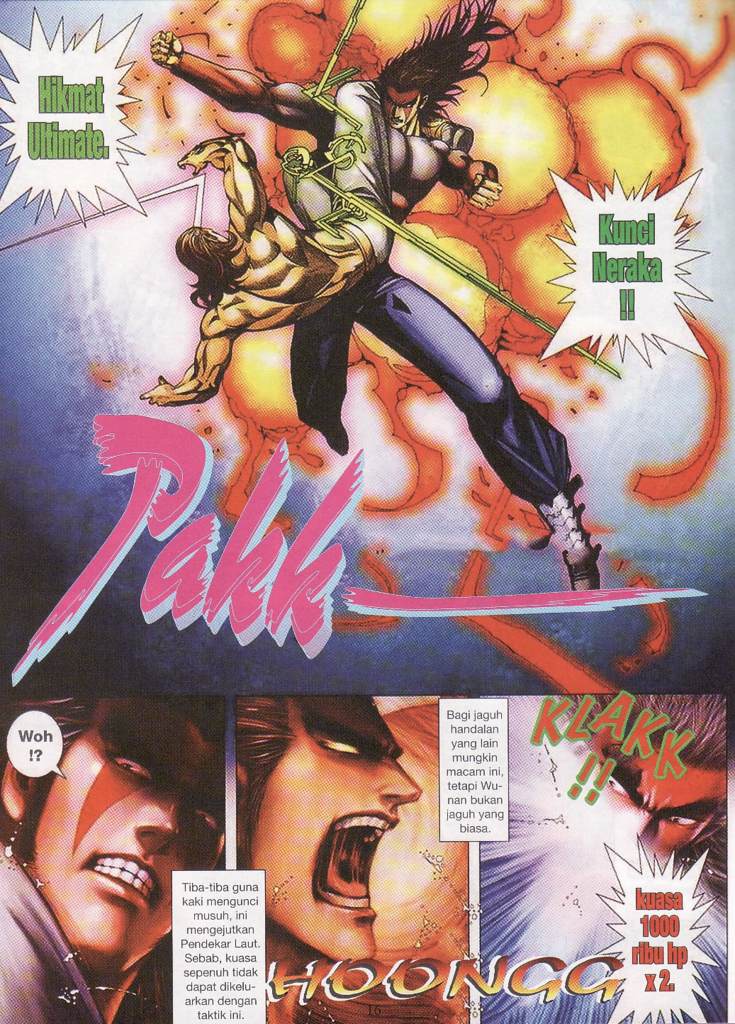 Hikmat
Ultimate.
Kunci
Neraka
!!
Pakk
Woh
!?
Tiba-tiba guna
kaki mengunci
musuh, ini
mengejutkan
Pendekar Laut.
Sebab, kuasa
sepenuh tidak
dapat dikelu-
arkan dengan
taktik ini.
Bagi jaguh
handalan
yang lain
mungkin
macam ini,
tetapi Wu-
nan bukan
jaguh yang
biasa.
HOONGG
KLAKK
!!
kuasa
1000
ribu hp
x 2.
16